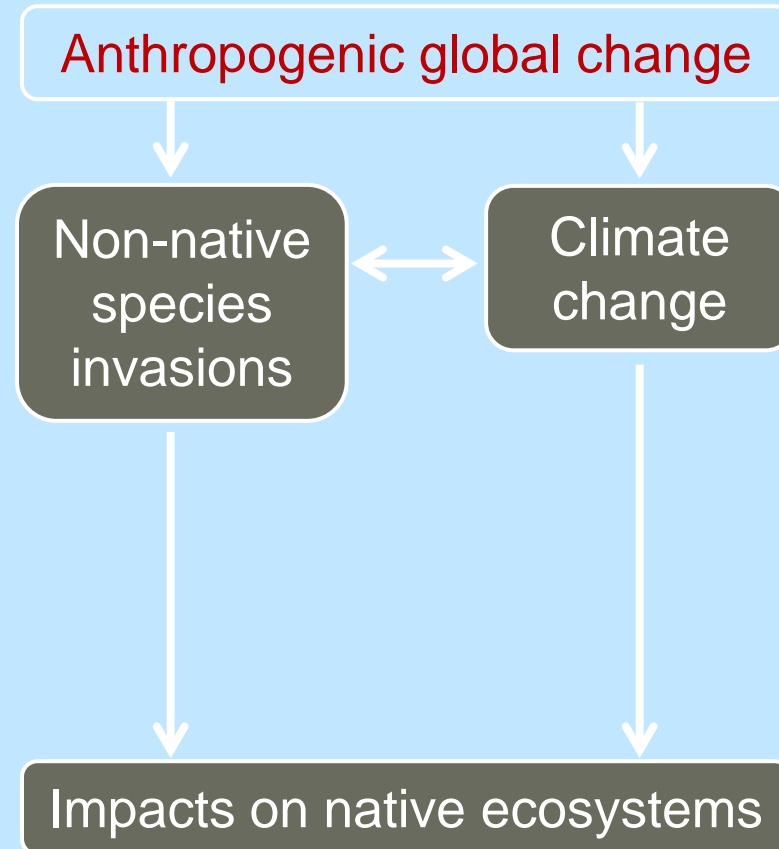 Anthropogenic global change
Non-native
species
invasions
Climate
change
Impacts on native ecosystems